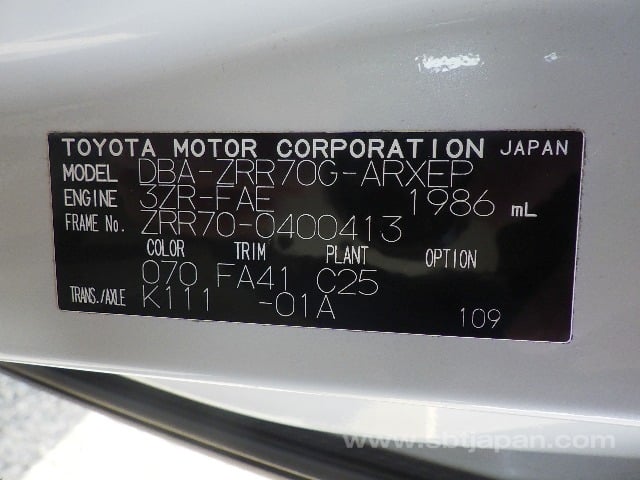 TOYOTA MOTOR CORPORATION JAPAN
MODEL DBA-ZRR70G-ARXEP
ENGINE 3ZR-FAE 1986 mL
FRAME No. ZRR70-0400413
COLOR TRIM PLANT OPTION
070 FA41 C25
TRANS./AXLE K111 -01A 109
www.sbtjapan.com